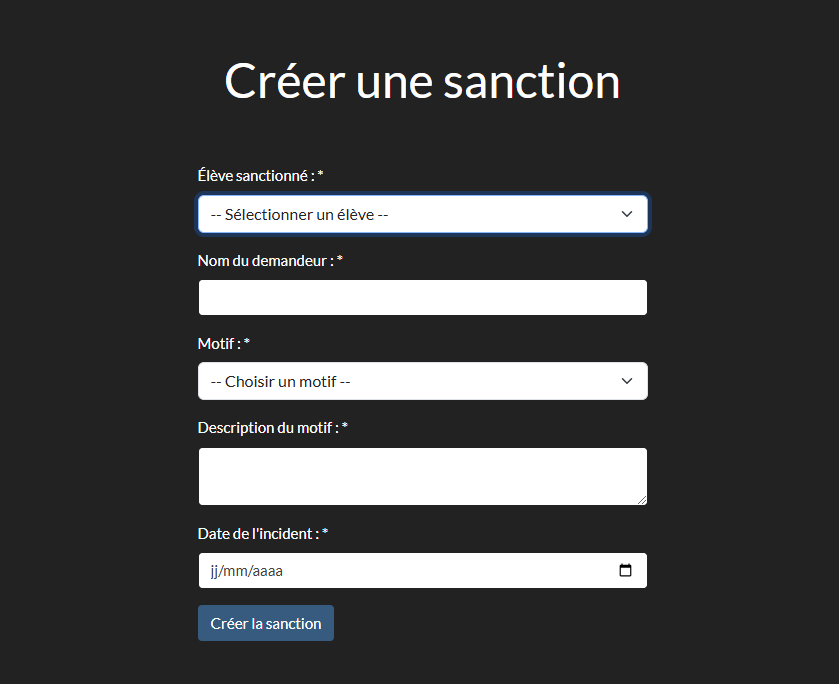 Créer une sanction
Élève sanctionné : *
-- Sélectionner un élève --
Nom du demandeur : *
Motif : *
-- Choisir un motif --
Description du motif : *
Date de l'incident : *
jj/mm/aaaa
Créer la sanction